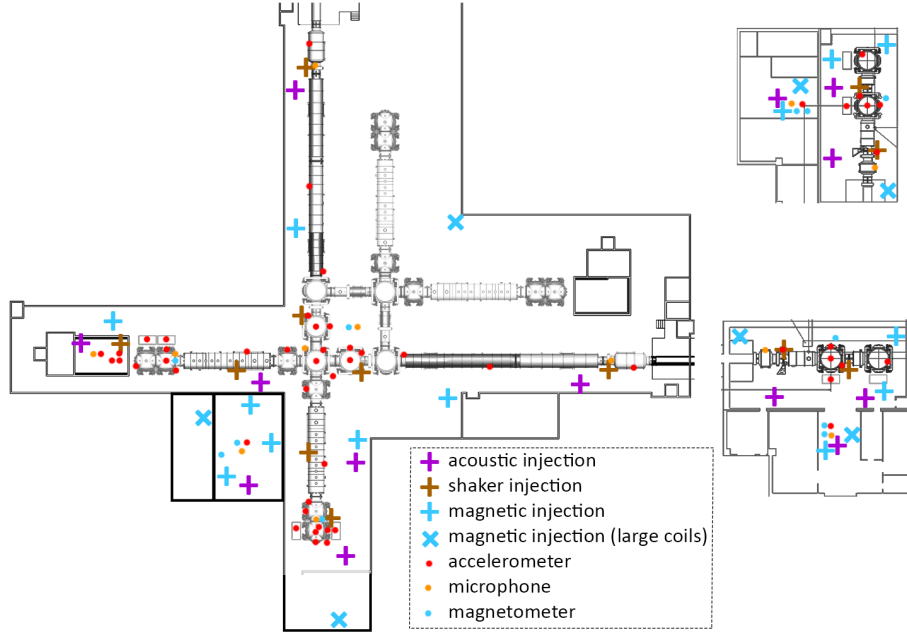 acoustic injection
shaker injection
magnetic injection
magnetic injection (large coils)
accelerometer
microphone
magnetometer